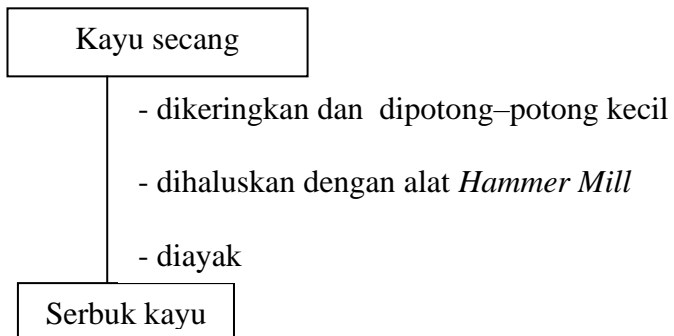 Kayu secang
- dikeringkan dan dipotong–potong kecil
- dihaluskan dengan alat Hammer Mill
- diayak
Serbuk kayu